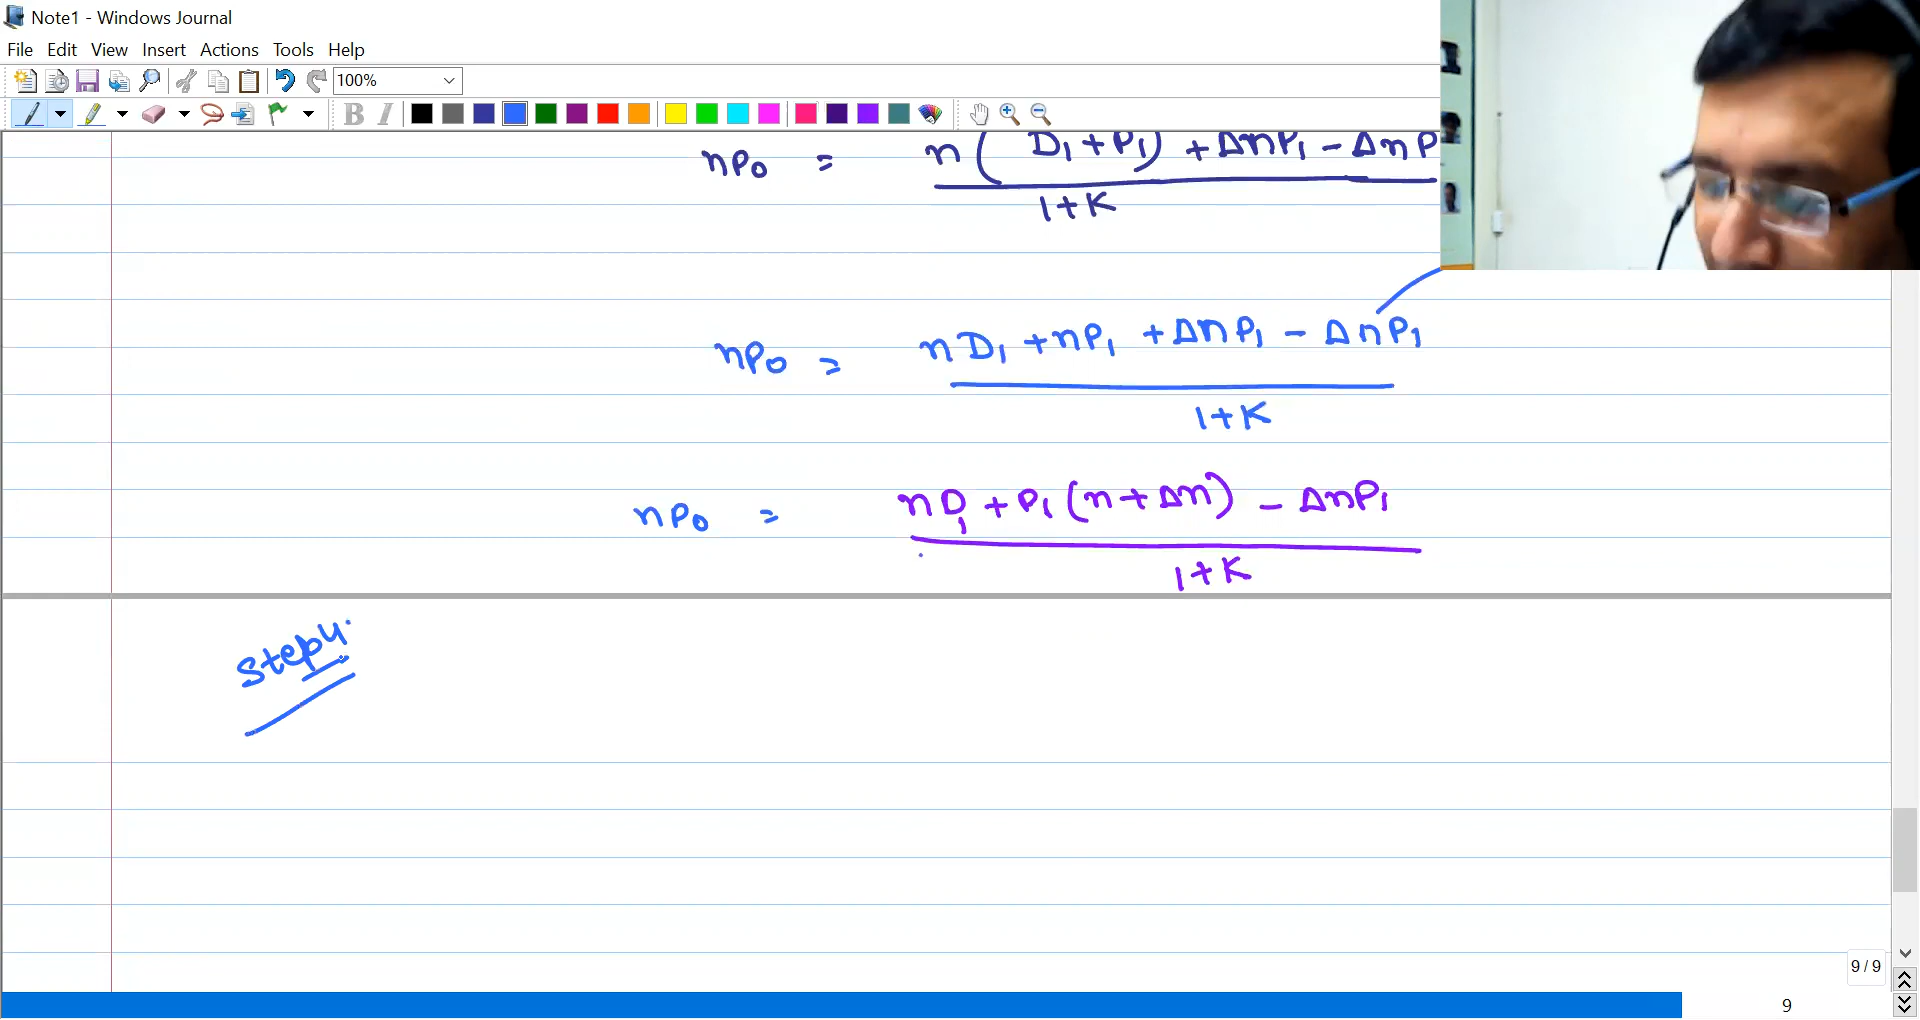 Note1 - Windows Journal
File Edit View Insert Actions Tools Help
100%
B I
nP₀ = n(D₁+P₁) + ΔnP₁ - ΔnP
1+K
nP₀ = nD₁ + nP₁ + ΔnP₁ - ΔnP₁
1+K
nP₀ = nD₁ + P₁(n+Δn) - ΔnP₁
1+K
Step4:
9 / 9
9